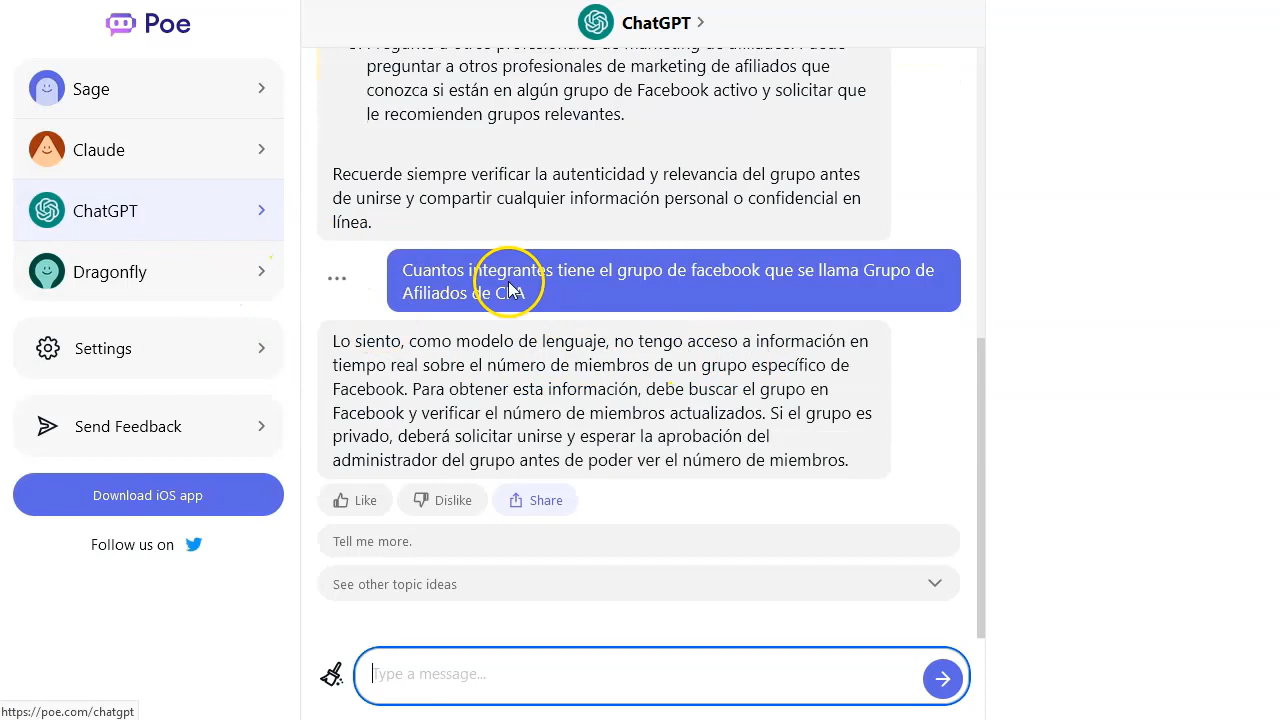 Poe
Sage
Claude
ChatGPT
Dragonfly
Settings
Send Feedback
Download iOS app
Follow us on
https://poe.com/chatgpt
ChatGPT
preguntar a otros profesionales de marketing de afiliados que
conozca si están en algún grupo de Facebook activo y solicitar que
le recomienden grupos relevantes.
Recuerde siempre verificar la autenticidad y relevancia del grupo antes
de unirse y compartir cualquier información personal o confidencial en
línea.
Cuantos integrantes tiene el grupo de facebook que se llama Grupo de
Afiliados de
Lo siento, como modelo de lenguaje, no tengo acceso a información en
tiempo real sobre el número de miembros de un grupo específico de
Facebook. Para obtener esta información, debe buscar el grupo en
Facebook y verificar el número de miembros actualizados. Si el grupo es
privado, deberá solicitar unirse y esperar la aprobación del
administrador del grupo antes de poder ver el número de miembros.
Like
Dislike
Share
Tell me more.
See other topic ideas
Type a message...